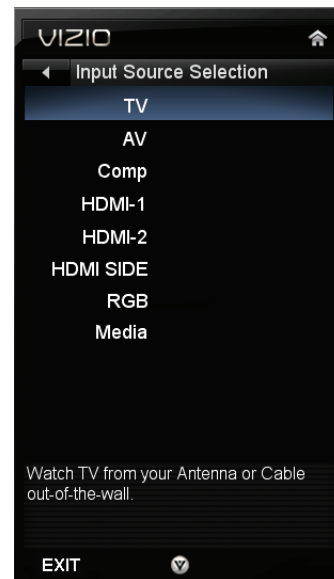 VIZIO
Input Source Selection
TV
AV
Comp
HDMI-1
HDMI-2
HDMI SIDE
RGB
Media
Watch TV from your Antenna or Cable
out-of-the-wall.
EXIT